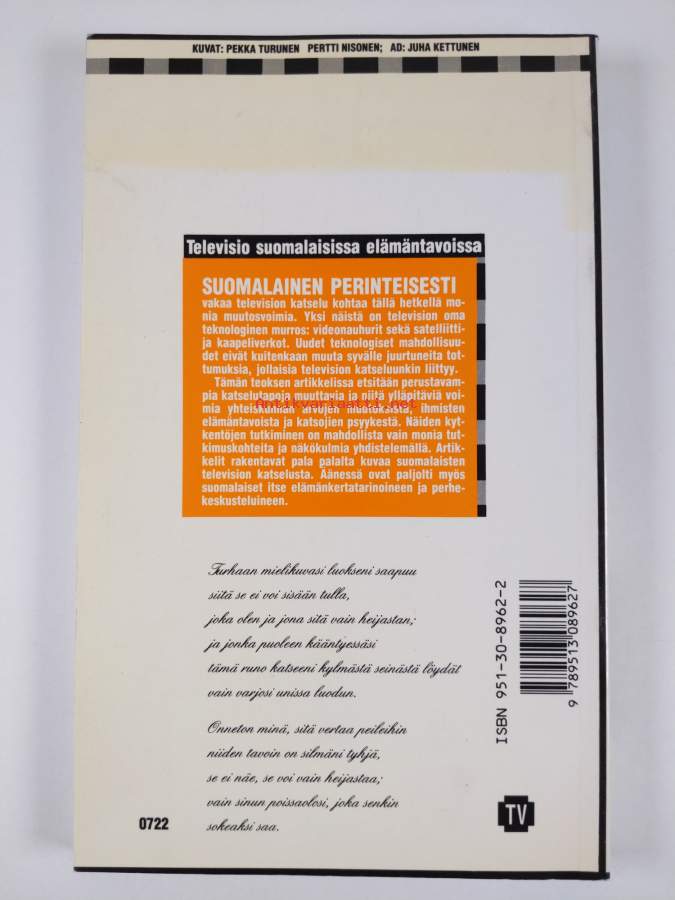 KUVAT: PEKKA TURUNEN PERTTI NISONEN; AD: JUHA KETTUNEN
Televisio suomalaisissa elämäntavoissa
SUOMALAINEN PERINTEISESTI
vakaa television katselu kohtaa tällä hetkellä mo-
nia muutosvoimia. Yksi näistä on television oma
teknologinen murros: videonauhurit sekä satelliitti-
ja kaapeliverkot. Uudet teknologiset mahdollisuu-
det eivät kuitenkaan muuta syvälle juurtuneita tot-
tumuksia, jollaisia television katseluunkin liittyy.
Tämän teoksen artikkelissa etsitään perustavam-
pia katselutapoja muuttavia ja niitä ylläpitäviä voi-
mia yhteiskunnan arvojen muutoksista, ihmisten
Antikvariaatti.net
elämäntavoista ja katsojien psyykestä. Näiden kyt-
kentöjen tutkiminen on mahdollista vain monia tut-
kimuskohteita ja näkökulmia yhdistelemällä. Artik-
kelit rakentavat pala palalta kuvaa suomalaisten
television katselusta. Äänessä ovat paljolti myös
suomalaiset itse elämänkertatarinoineen ja perhe-
keskusteluineen.
Turhaan mielikuvasi luokseni saapuu
siitä se ei voi sisään tulla,
joka olen ja jona sitä vain heijastan;
ja jonka puoleen kääntyessäsi
tämä runo katseeni kylmästä seinästä löydät
vain varjosi unissa luodun.
Onneton minä, sitä vertaa peileihin
niiden tavoin on silmäni tyhjä,
se ei näe, se voi vain heijastaa;
vain sinun poissaolosi, joka senkin
sokeaksi saa.
0722
ISBN 951-30-8962-2
9 789513 089627
TV